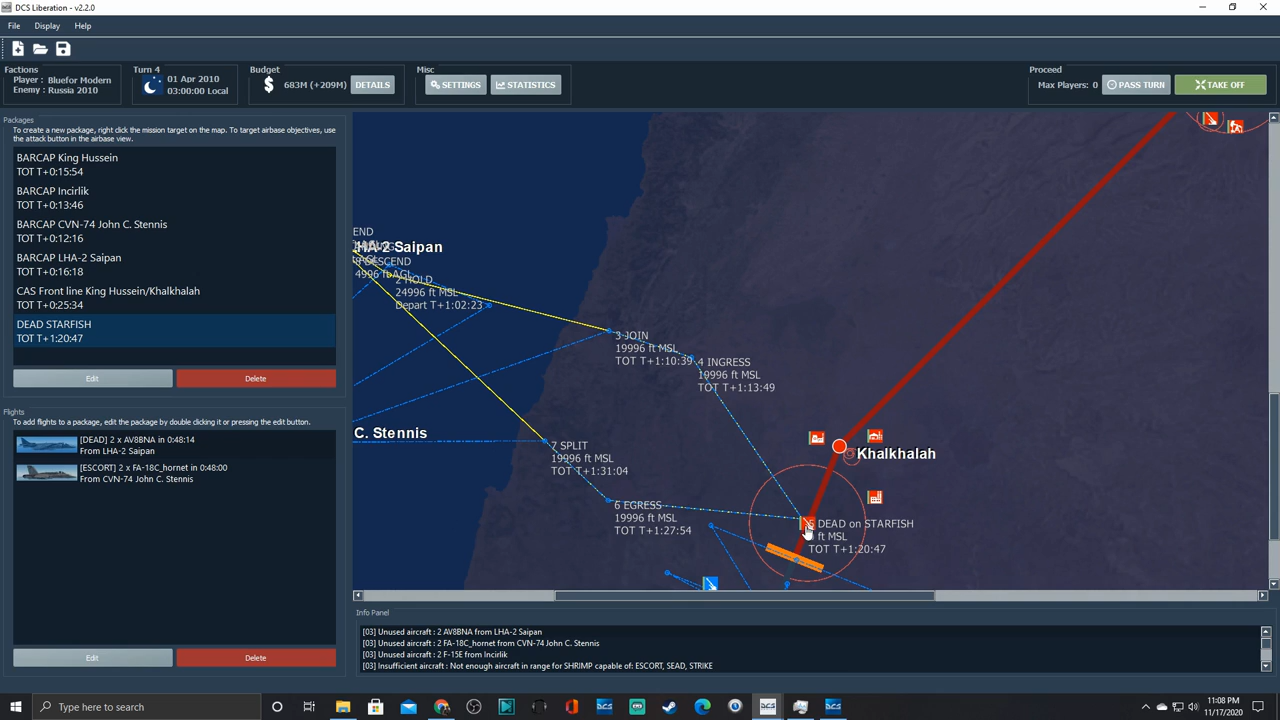 DCS Liberation - v2.2.0
File Display Help
Factions
Player : Bluefor Modern
Enemy : Russia 2010
Turn 4
01 Apr 2010
03:00:00 Local
Budget
$ 683M (+209M) DETAILS
Misc
SETTINGS STATISTICS
Proceed
Max Players: 0 PASS TURN TAKE OFF
Packages
To create a new package, right click the mission target on the map. To target airbase objectives, use
the attack button in the airbase view.
BARCAP King Hussein
TOT T+0:15:54
BARCAP Incirlik
TOT T+0:13:46
BARCAP CVN-74 John C. Stennis
TOT T+0:12:16
BARCAP LHA-2 Saipan
TOT T+0:16:18
CAS Front line King Hussein/Khalkhalah
TOT T+0:25:34
DEAD STARFISH
TOT T+1:20:47
Edit Delete
Flights
To add flights to a package, edit the package by double clicking it or pressing the edit button.
[DEAD] 2 x AV8BNA in 0:48:14
From LHA-2 Saipan
[ESCORT] 2 x FA-18C_hornet in 0:48:00
From CVN-74 John C. Stennis
Edit Delete
END
HA-2 Saipan
DESCEND
4996 ft AGL
2 HOLD
24996 ft MSL
Depart T+1:02:23
3 JOIN
19996 ft MSL
TOT T+1:10:39
4 INGRESS
19996 ft MSL
TOT T+1:13:49
C. Stennis
7 SPLIT
19996 ft MSL
TOT T+1:31:04
Khalkhalah
6 EGRESS
19996 ft MSL
TOT T+1:27:54
DEAD on STARFISH
ft MSL
TOT T+1:20:47
Info Panel
[03] Unused aircraft : 2 AV8BNA from LHA-2 Saipan
[03] Unused aircraft : 2 FA-18C_hornet from CVN-74 John C. Stennis
[03] Unused aircraft : 2 F-15E from Incirlik
[03] Insufficient aircraft : Not enough aircraft in range for SHRIMP capable of: ESCORT, SEAD, STRIKE
Type here to search
11:08 PM
11/17/2020